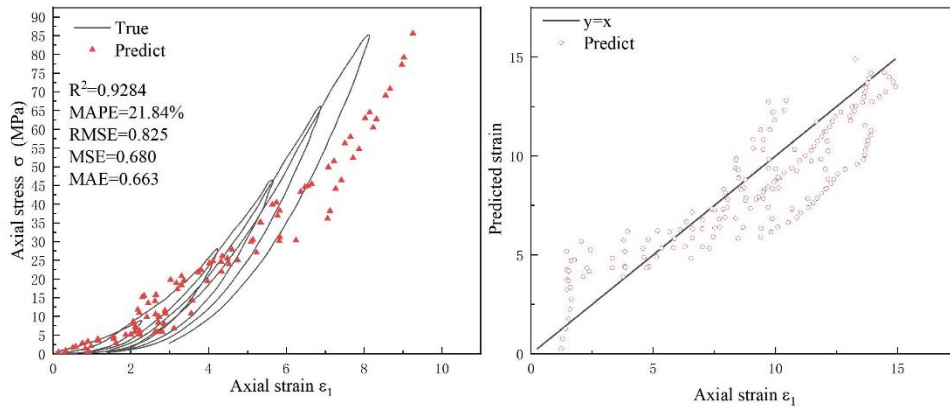 True
Predict
R²=0.9284
MAPE=21.84%
RMSE=0.825
MSE=0.680
MAE=0.663
Axial stress σ (MPa)
90
85
80
75
70
65
60
55
50
45
40
35
30
25
20
15
10
5
0
0 2 4 6 8 10
Axial strain ε₁
y=x
Predict
Predicted strain
15
10
5
0
0 5 10 15
Axial strain ε₁